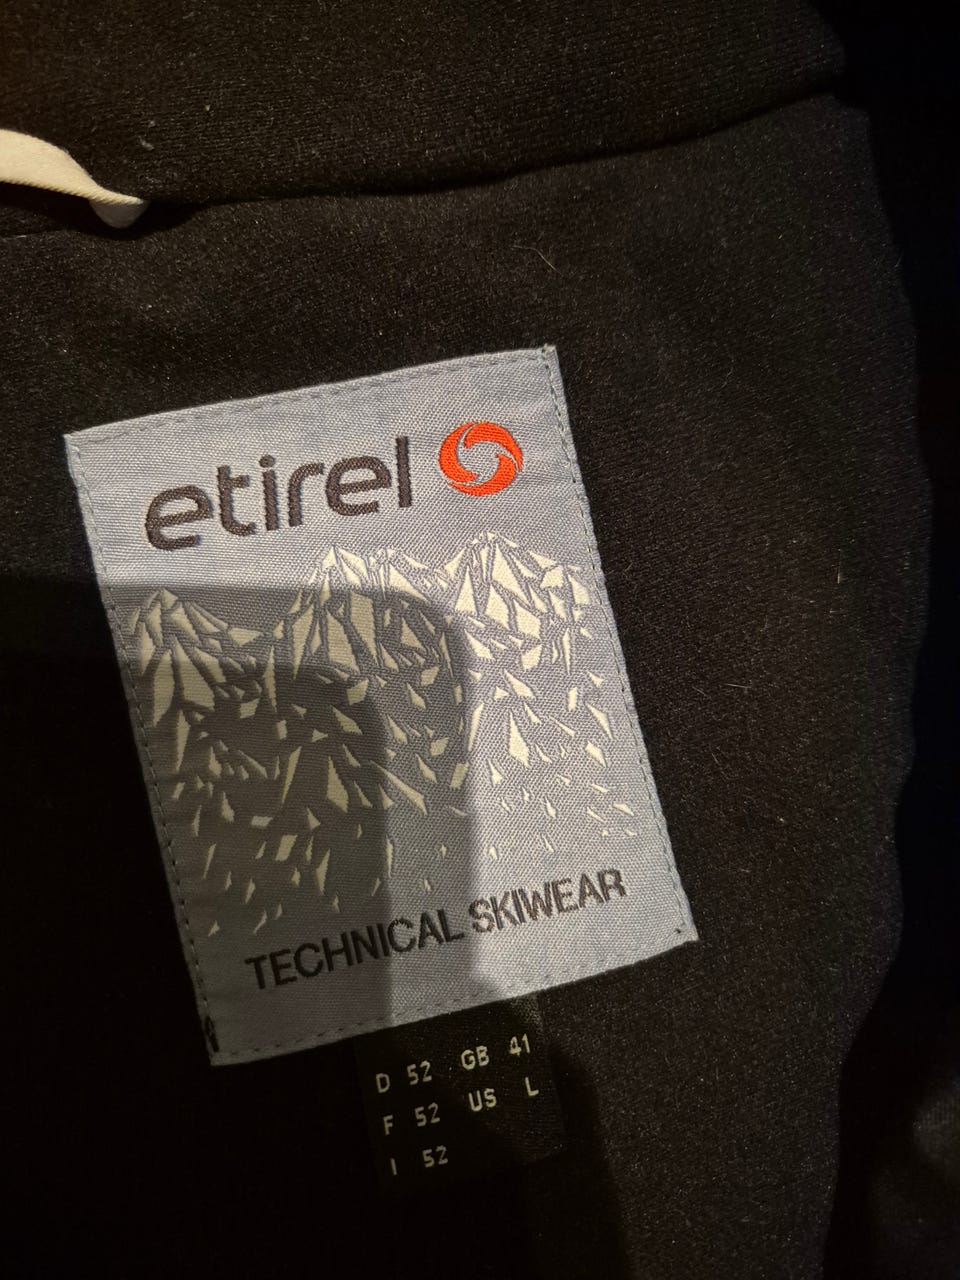 etirel
TECHNICAL SKIWEAR
D 52 GB 41
F 52 US L
I 52